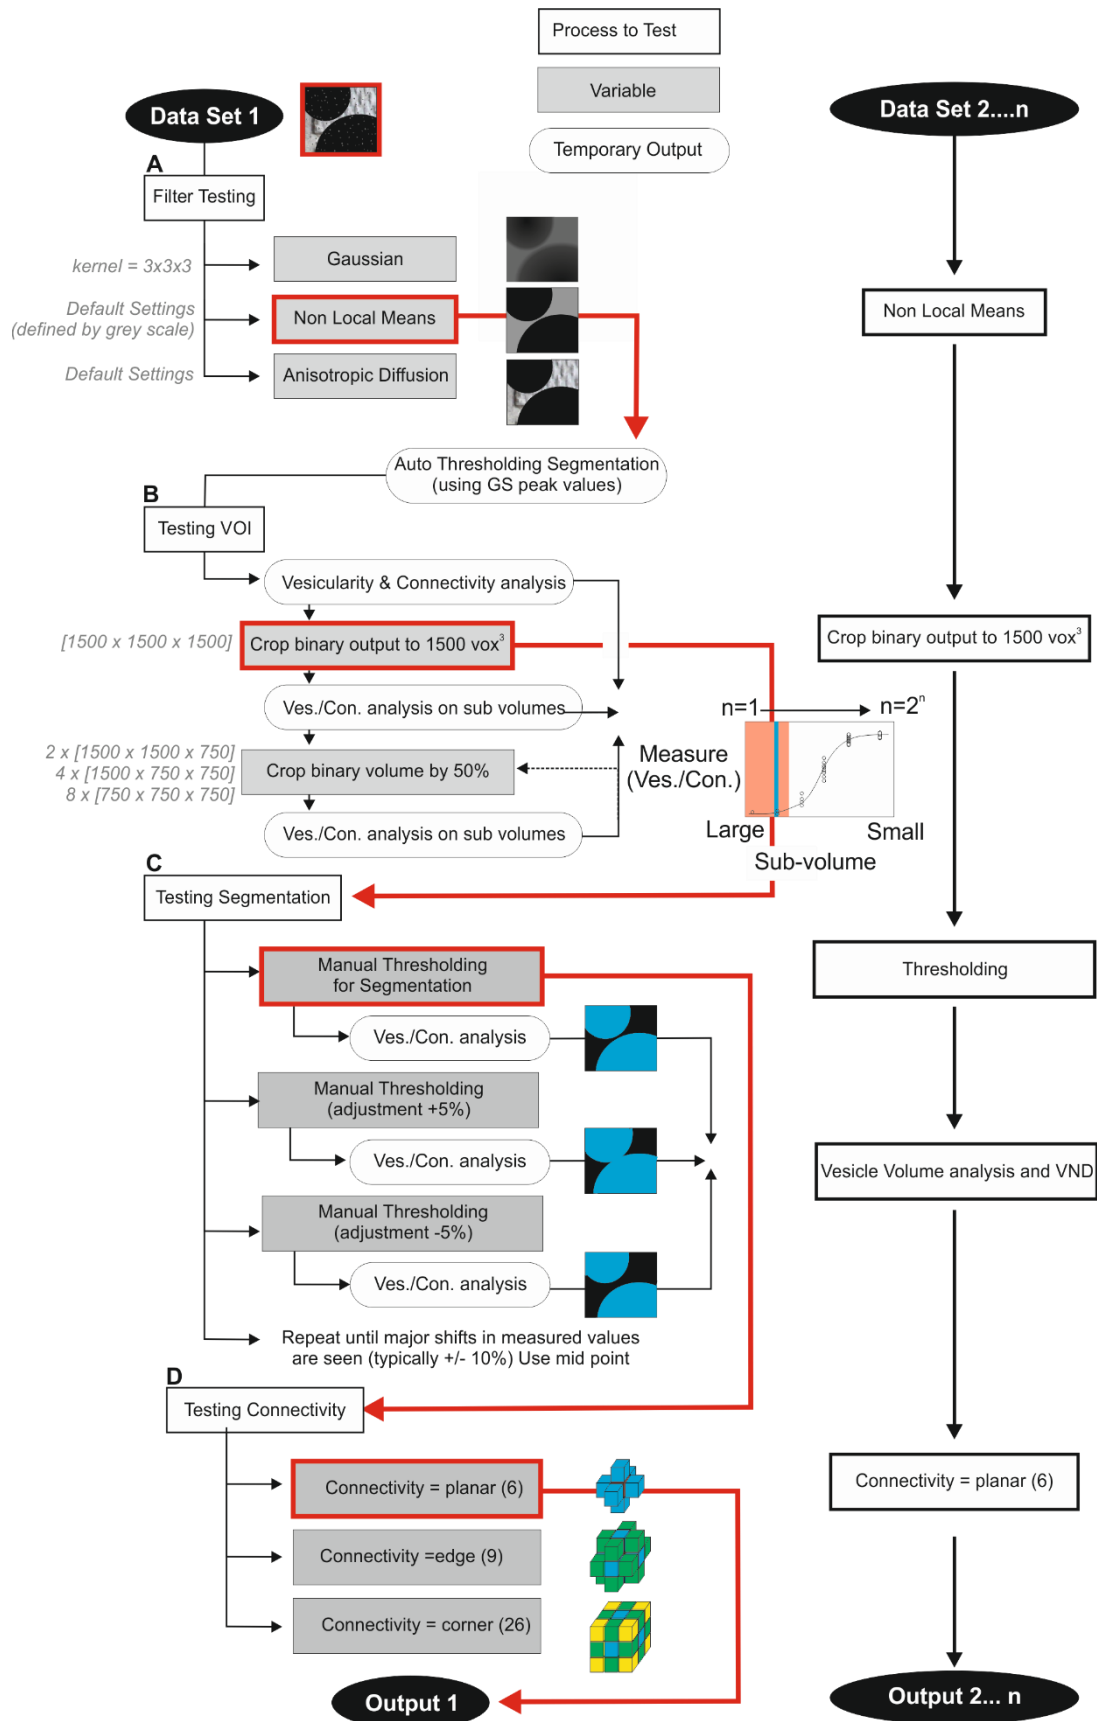 Process to Test
Variable
Temporary Output
Data Set 1
Data Set 2....n
A
Filter Testing
kernel = 3x3x3
Gaussian
Default Settings
(defined by grey scale)
Non Local Means
Default Settings
Anisotropic Diffusion
Auto Thresholding Segmentation
(using GS peak values)
B
Testing VOI
Vesicularity & Connectivity analysis
[1500 x 1500 x 1500]
Crop binary output to 1500 vox³
Ves./Con. analysis on sub volumes
2 x [1500 x 1500 x 750]
4 x [1500 x 750 x 750]
8 x [750 x 750 x 750]
Crop binary volume by 50%
Ves./Con. analysis on sub volumes
n=1
n=2ⁿ
Measure
(Ves./Con.)
Large
Small
Sub-volume
C
Testing Segmentation
Manual Thresholding
for Segmentation
Ves./Con. analysis
Manual Thresholding
(adjustment +5%)
Ves./Con. analysis
Manual Thresholding
(adjustment -5%)
Ves./Con. analysis
Repeat until major shifts in measured values
are seen (typically +/- 10%) Use mid point
D
Testing Connectivity
Connectivity = planar (6)
Connectivity =edge (9)
Connectivity = corner (26)
Output 1
Non Local Means
Crop binary output to 1500 vox³
Thresholding
Vesicle Volume analysis and VND
Connectivity = planar (6)
Output 2... n